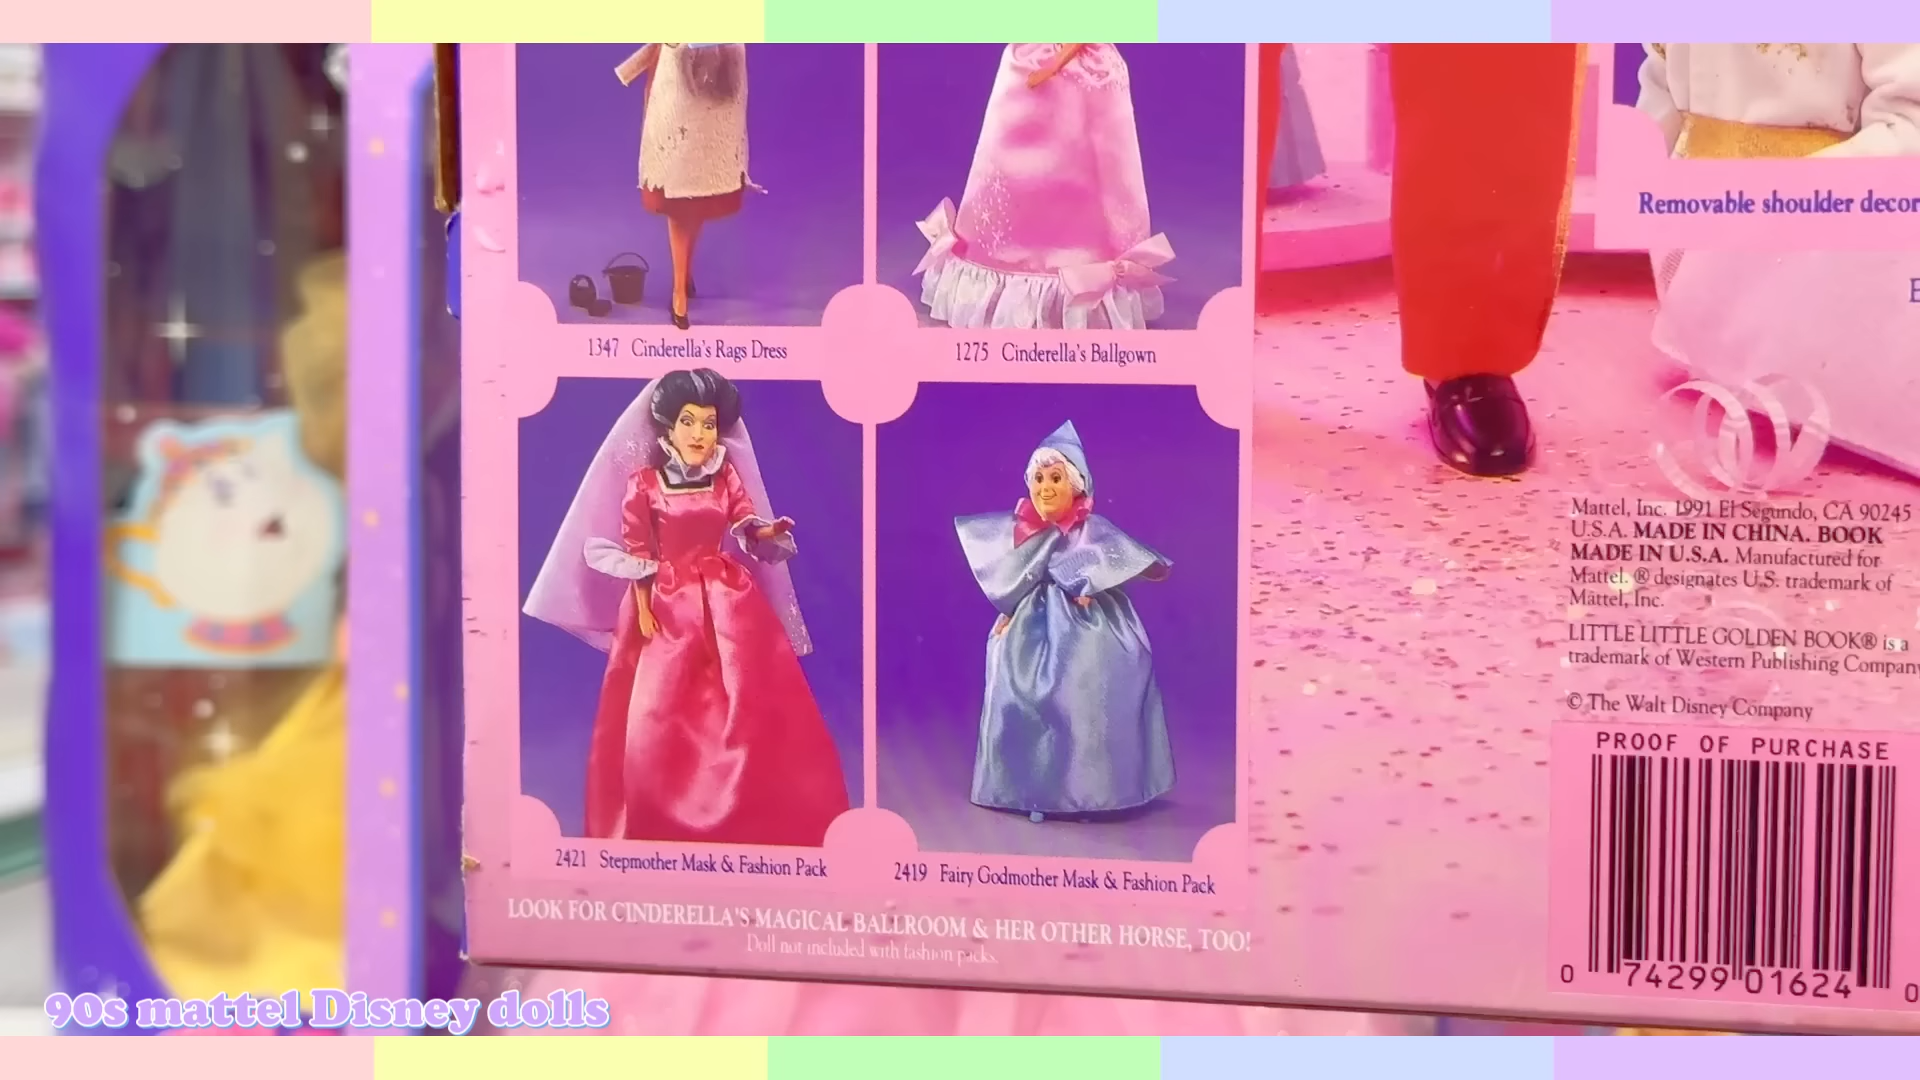 Removable shoulder decor
1347 Cinderella's Rags Dress
1275 Cinderella's Ballgown
Mattel, Inc. 1991 El Segundo, CA 90245
U.S.A. MADE IN CHINA. BOOK
MADE IN U.S.A. Manufactured for
Mattel. ® designates U.S. trademark of
Mattel, Inc.
LITTLE LITTLE GOLDEN BOOK® is a
trademark of Western Publishing Company
© The Walt Disney Company
PROOF OF PURCHASE
0 74299 01624 0
2421 Stepmother Mask & Fashion Pack
2419 Fairy Godmother Mask & Fashion Pack
LOOK FOR CINDERELLA'S MAGICAL BALLROOM & HER OTHER HORSE, TOO!
Doll not included with fashion packs.
90s mattel Disney dolls